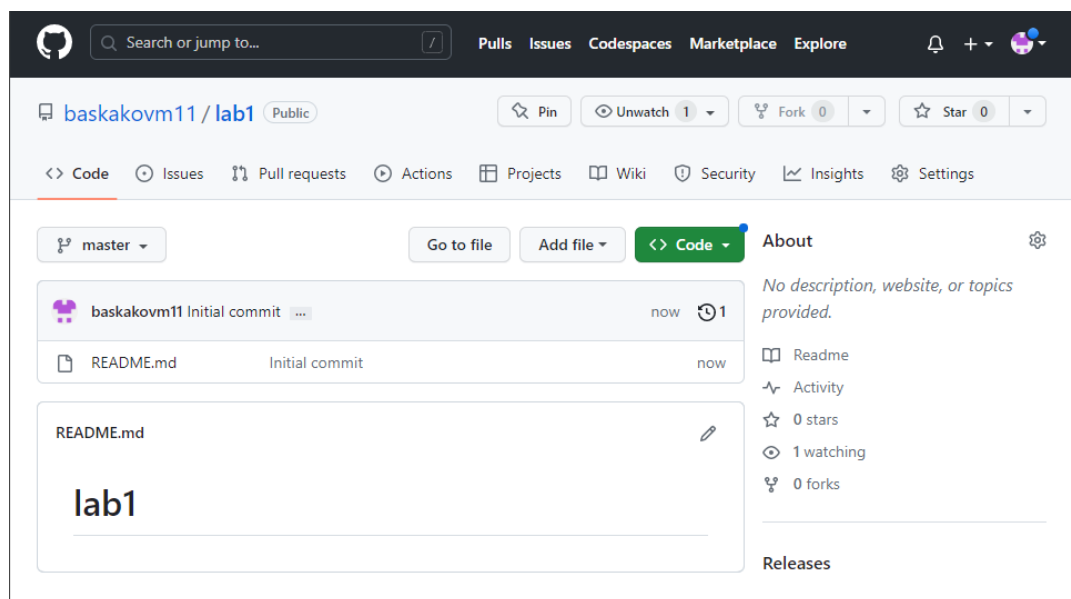 Search or jump to... / Pulls Issues Codespaces Marketplace Explore
baskakovm11 / lab1 Public Pin Unwatch 1 Fork 0 Star 0
Code Issues Pull requests Actions Projects Wiki Security Insights Settings
master Go to file Add file Code
baskakovm11 Initial commit ... now 1
README.md Initial commit now
README.md
lab1
About
No description, website, or topics
provided.
Readme
Activity
0 stars
1 watching
0 forks
Releases